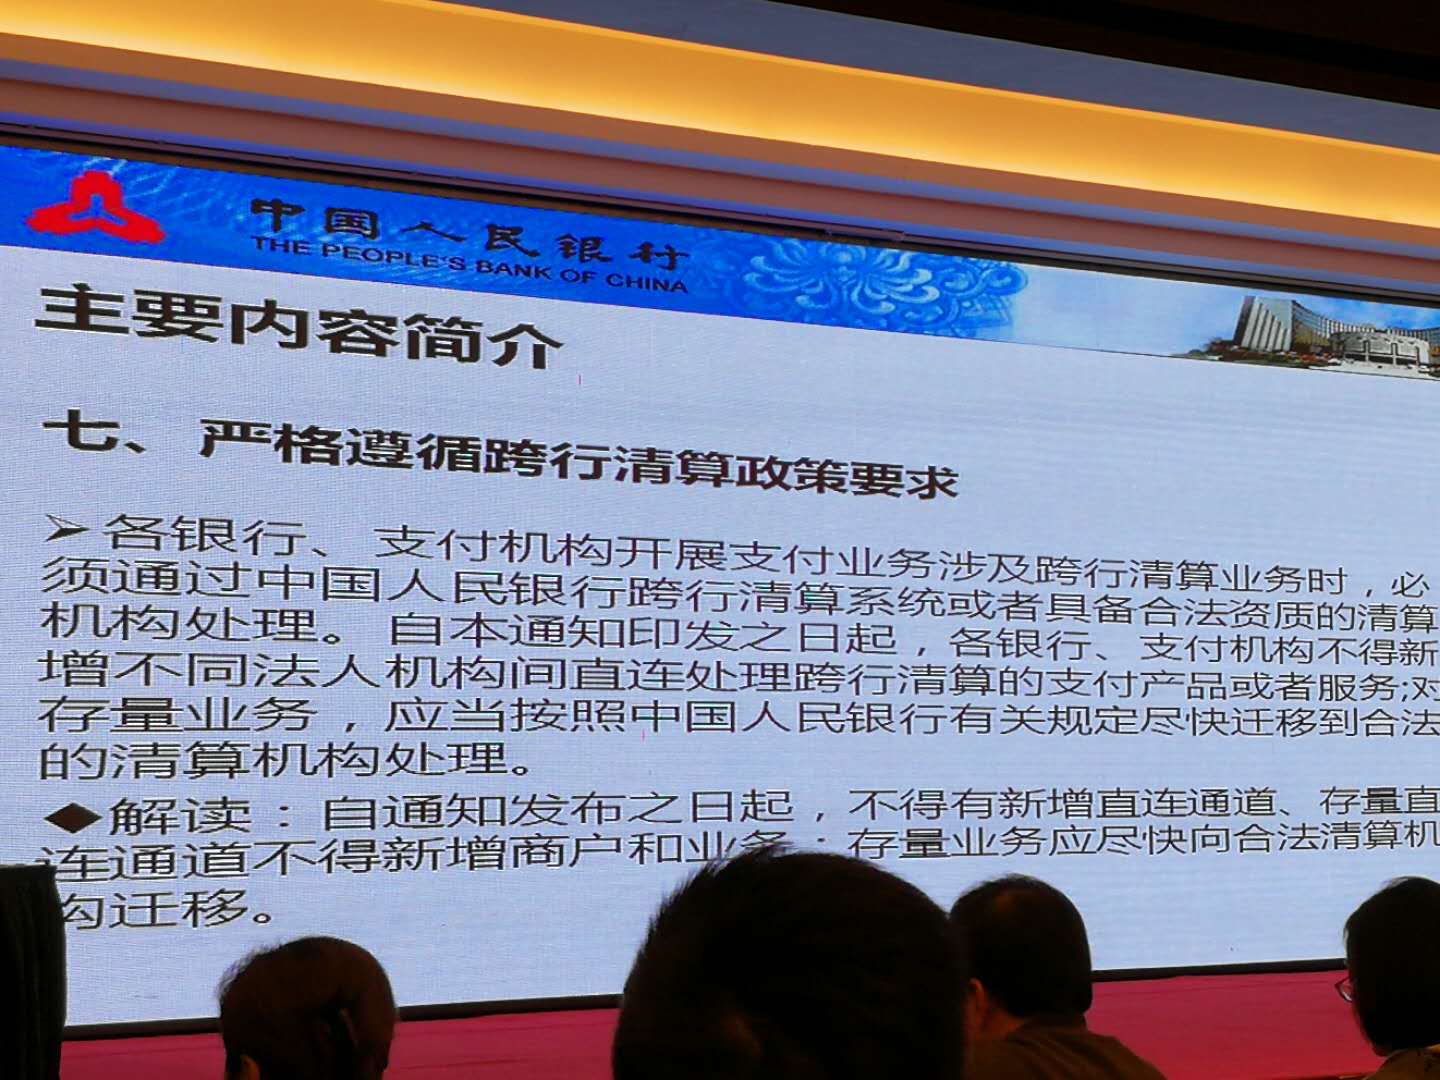 中国人民银行
THE PEOPLE'S BANK OF CHINA
主要内容简介
七、严格遵循跨行清算政策要求
➢各银行、支付机构开展支付业务涉及跨行清算业务时，必
须通过中国人民银行跨行清算系统或者具备合法资质的清算
机构处理。自本通知印发之日起，各银行、支付机构不得新
增不同法人机构间直连处理跨行清算的支付产品或者服务;对
存量业务，应当按照中国人民银行有关规定尽快迁移到合法
的清算机构处理。
◆解读：自通知发布之日起，不得有新增直连通道、存量直
连通道不得新增商户和业务；存量业务应尽快向合法清算机
构迁移。